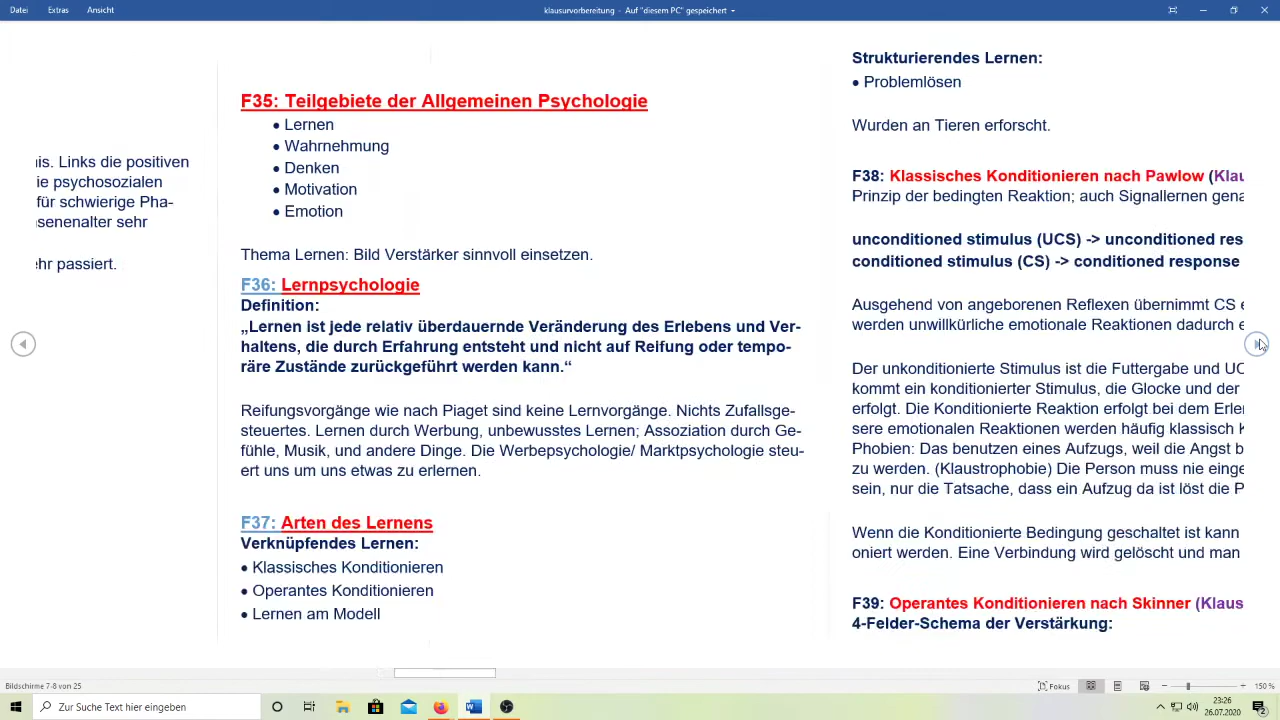 Datei Extras Ansicht
klausurvorbereitung - Auf "diesem PC" gespeichert
is. Links die positiven
ie psychosozialen
für schwierige Pha-
senenalter sehr
hr passiert.
F35: Teilgebiete der Allgemeinen Psychologie
• Lernen
• Wahrnehmung
• Denken
• Motivation
• Emotion
Thema Lernen: Bild Verstärker sinnvoll einsetzen.
F36: Lernpsychologie
Definition:
„Lernen ist jede relativ überdauernde Veränderung des Erlebens und Ver-
haltens, die durch Erfahrung entsteht und nicht auf Reifung oder tempo-
räre Zustände zurückgeführt werden kann.“
Reifungsvorgänge wie nach Piaget sind keine Lernvorgänge. Nichts Zufallsge-
steuertes. Lernen durch Werbung, unbewusstes Lernen; Assoziation durch Ge-
fühle, Musik, und andere Dinge. Die Werbepsychologie/ Marktpsychologie steu-
ert uns um uns etwas zu erlernen.
F37: Arten des Lernens
Verknüpfendes Lernen:
• Klassisches Konditionieren
• Operantes Konditionieren
• Lernen am Modell
Strukturierendes Lernen:
• Problemlösen
Wurden an Tieren erforscht.
F38: Klassisches Konditionieren nach Pawlow (Klau
Prinzip der bedingten Reaktion; auch Signallernen gena
unconditioned stimulus (UCS) -> unconditioned res
conditioned stimulus (CS) -> conditioned response
Ausgehend von angeborenen Reflexen übernimmt CS e
werden unwillkürliche emotionale Reaktionen dadurch e
Der unkonditionierte Stimulus ist die Futtergabe und UC
kommt ein konditionierter Stimulus, die Glocke und der
erfolgt. Die Konditionierte Reaktion erfolgt bei dem Erler
sere emotionalen Reaktionen werden häufig klassisch K
Phobien: Das benutzen eines Aufzugs, weil die Angst b
zu werden. (Klaustrophobie) Die Person muss nie einge
sein, nur die Tatsache, dass ein Aufzug da ist löst die P
Wenn die Konditionierte Bedingung geschaltet ist kann
oniert werden. Eine Verbindung wird gelöscht und man
F39: Operantes Konditionieren nach Skinner (Klaus
4-Felder-Schema der Verstärkung:
Bildschirme 7-8 von 25
Fokus
150 %
Zur Suche Text hier eingeben
23:26
26.07.2020
2